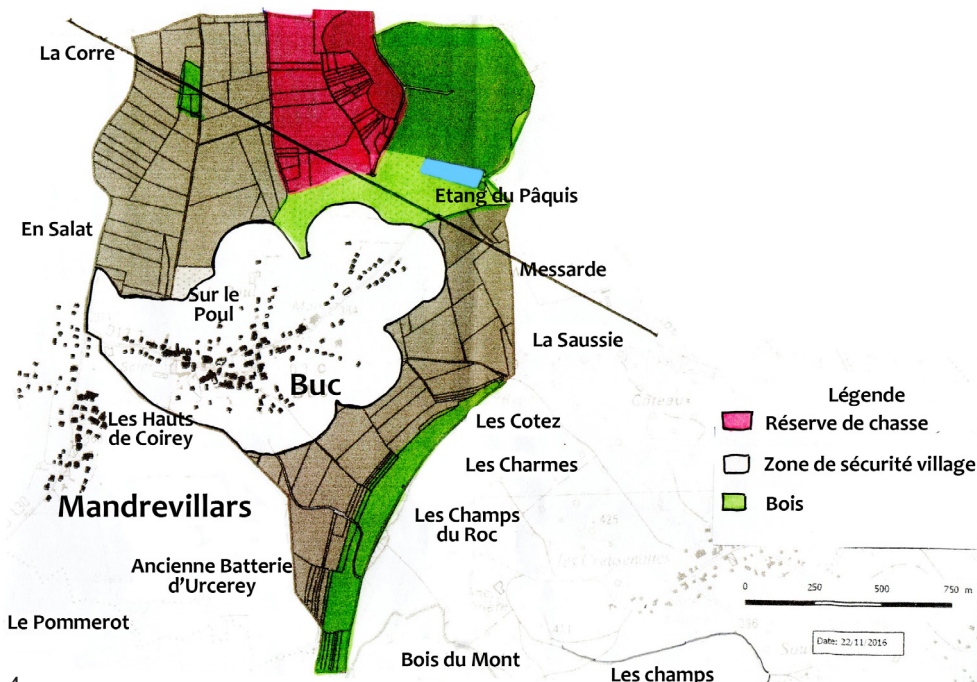 La Corre
Etang du Pâquis
En Salat
Messarde
Sur le
Poul
La Saussie
Buc
Légende
Réserve de chasse
Zone de sécurité village
Bois
Les Hauts
de Coirey
Les Cotez
Les Charmes
Mandrevillars
Les Champs
du Roc
425
Ancienne Batterie
d'Urcerey
0 250 500 750 m
Le Pommerot
Date: 22/11/2016
Bois du Mont
Les champs